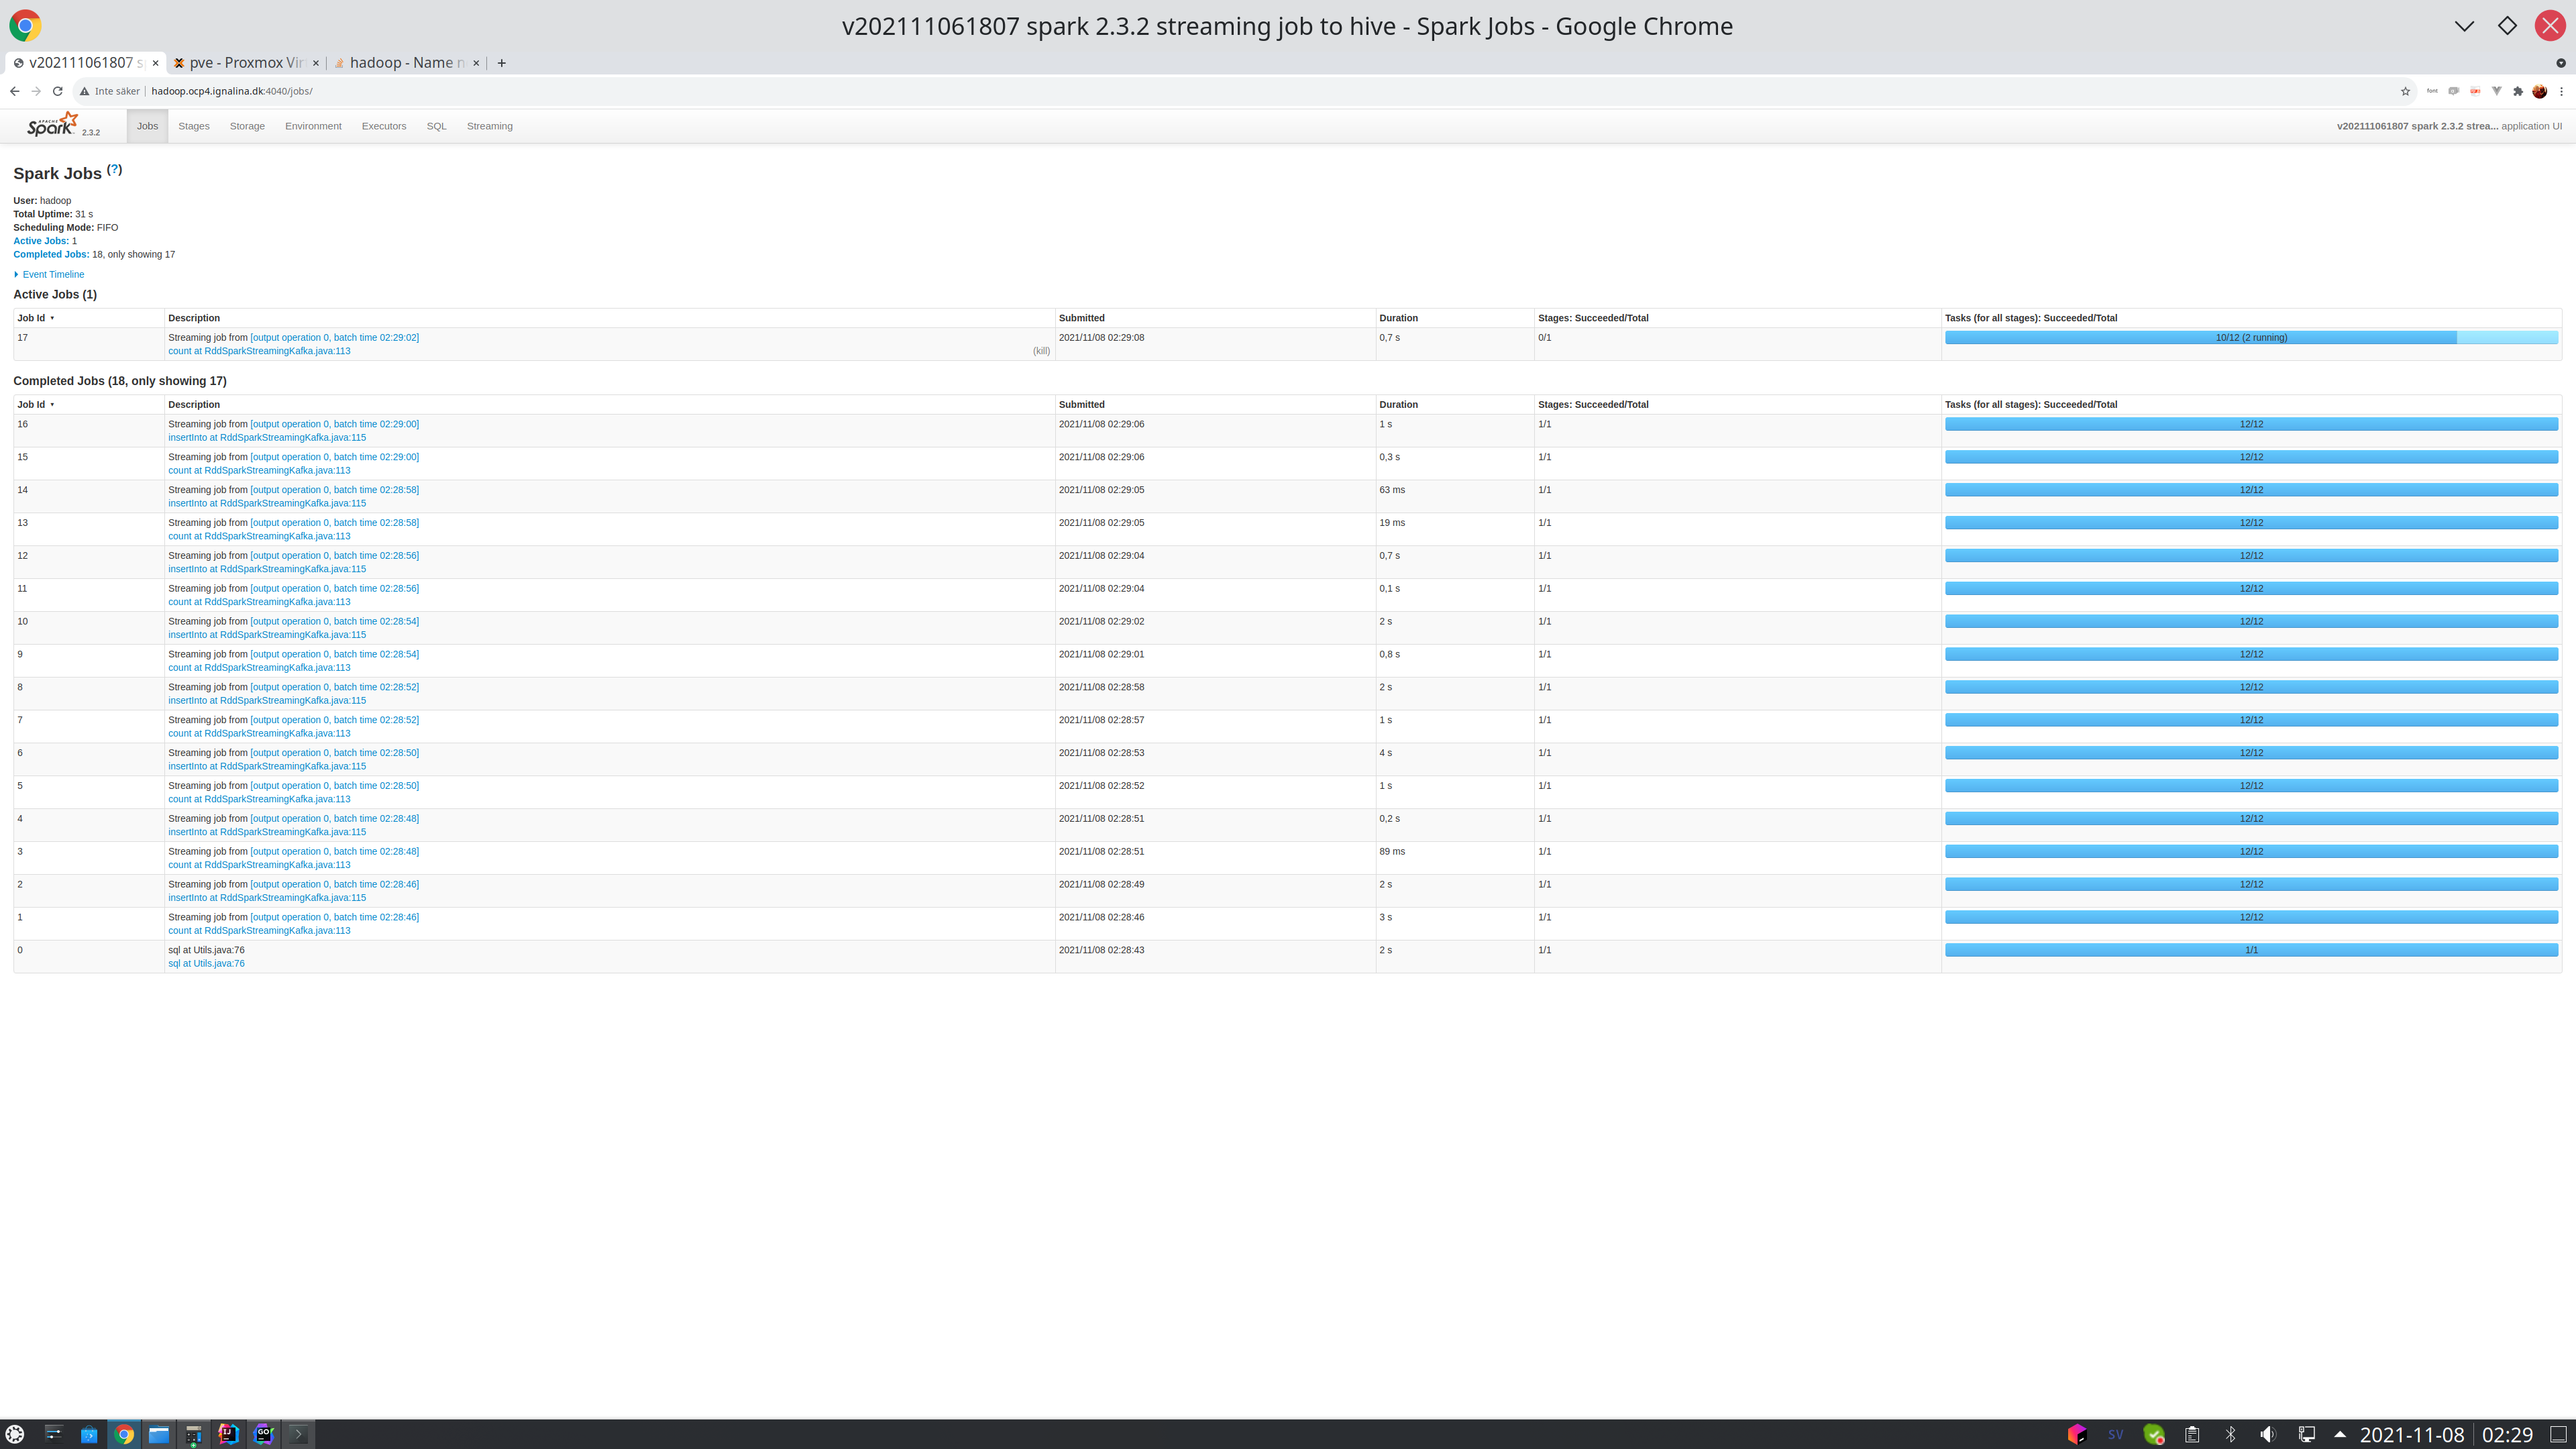 v202111061807 spark 2.3.2 streaming job to hive - Spark Jobs - Google Chrome
v202111061807 s
pve - Proxmox Vir
hadoop - Name n
Inte säker
hadoop.ocp4.ignalina.dk:4040/jobs/
APACHE Spark 2.3.2 Jobs Stages Storage Environment Executors SQL Streaming v202111061807 spark 2.3.2 strea... application UI
Spark Jobs (?)
User: hadoop
Total Uptime: 31 s
Scheduling Mode: FIFO
Active Jobs: 1
Completed Jobs: 18, only showing 17
Event Timeline
Active Jobs (1)
Job Id ▾ Description Submitted Duration Stages: Succeeded/Total Tasks (for all stages): Succeeded/Total
17 Streaming job from [output operation 0, batch time 02:29:02] 2021/11/08 02:29:08 0,7 s 0/1 10/12 (2 running)
count at RddSparkStreamingKafka.java:113 (kill)
Completed Jobs (18, only showing 17)
Job Id ▾ Description Submitted Duration Stages: Succeeded/Total Tasks (for all stages): Succeeded/Total
16 Streaming job from [output operation 0, batch time 02:29:00] 2021/11/08 02:29:06 1 s 1/1 12/12
insertInto at RddSparkStreamingKafka.java:115
15 Streaming job from [output operation 0, batch time 02:29:00] 2021/11/08 02:29:06 0,3 s 1/1 12/12
count at RddSparkStreamingKafka.java:113
14 Streaming job from [output operation 0, batch time 02:28:58] 2021/11/08 02:29:05 63 ms 1/1 12/12
insertInto at RddSparkStreamingKafka.java:115
13 Streaming job from [output operation 0, batch time 02:28:58] 2021/11/08 02:29:05 19 ms 1/1 12/12
count at RddSparkStreamingKafka.java:113
12 Streaming job from [output operation 0, batch time 02:28:56] 2021/11/08 02:29:04 0,7 s 1/1 12/12
insertInto at RddSparkStreamingKafka.java:115
11 Streaming job from [output operation 0, batch time 02:28:56] 2021/11/08 02:29:04 0,1 s 1/1 12/12
count at RddSparkStreamingKafka.java:113
10 Streaming job from [output operation 0, batch time 02:28:54] 2021/11/08 02:29:02 2 s 1/1 12/12
insertInto at RddSparkStreamingKafka.java:115
9 Streaming job from [output operation 0, batch time 02:28:54] 2021/11/08 02:29:01 0,8 s 1/1 12/12
count at RddSparkStreamingKafka.java:113
8 Streaming job from [output operation 0, batch time 02:28:52] 2021/11/08 02:28:58 2 s 1/1 12/12
insertInto at RddSparkStreamingKafka.java:115
7 Streaming job from [output operation 0, batch time 02:28:52] 2021/11/08 02:28:57 1 s 1/1 12/12
count at RddSparkStreamingKafka.java:113
6 Streaming job from [output operation 0, batch time 02:28:50] 2021/11/08 02:28:53 4 s 1/1 12/12
insertInto at RddSparkStreamingKafka.java:115
5 Streaming job from [output operation 0, batch time 02:28:50] 2021/11/08 02:28:52 1 s 1/1 12/12
count at RddSparkStreamingKafka.java:113
4 Streaming job from [output operation 0, batch time 02:28:48] 2021/11/08 02:28:51 0,2 s 1/1 12/12
insertInto at RddSparkStreamingKafka.java:115
3 Streaming job from [output operation 0, batch time 02:28:48] 2021/11/08 02:28:51 89 ms 1/1 12/12
count at RddSparkStreamingKafka.java:113
2 Streaming job from [output operation 0, batch time 02:28:46] 2021/11/08 02:28:49 2 s 1/1 12/12
insertInto at RddSparkStreamingKafka.java:115
1 Streaming job from [output operation 0, batch time 02:28:46] 2021/11/08 02:28:46 3 s 1/1 12/12
count at RddSparkStreamingKafka.java:113
0 sql at Utils.java:76 2021/11/08 02:28:43 2 s 1/1 1/1
sql at Utils.java:76
IJ GO SV 2021-11-08 02:29